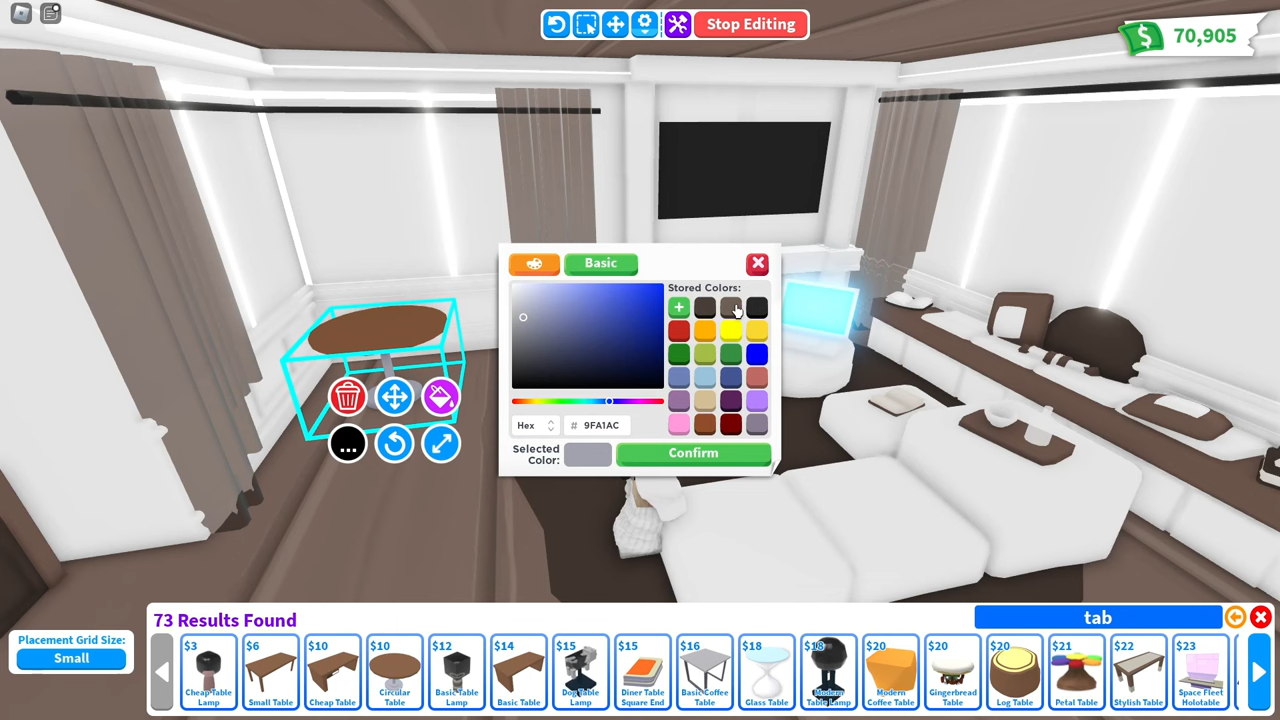 Stop Editing
$ 70,905
Basic
Stored Colors:
Hex
# 9FA1AC
Selected
Color:
Confirm
...
Placement Grid Size:
Small
73 Results Found
tab
$3
Cheap Table
Lamp
$6
Small Table
$10
Cheap Table
$10
Circular
Table
$12
Basic Table
Lamp
$14
Basic Table
$15
Dog Table
Lamp
$15
Diner Table
Square End
$16
Basic Coffee
Table
$18
Glass Table
$18
Modern
Table Lamp
$20
Modern
Coffee Table
$20
Gingerbread
Table
$20
Log Table
$21
Petal Table
$22
Stylish Table
$23
Space Fleet
Holotable